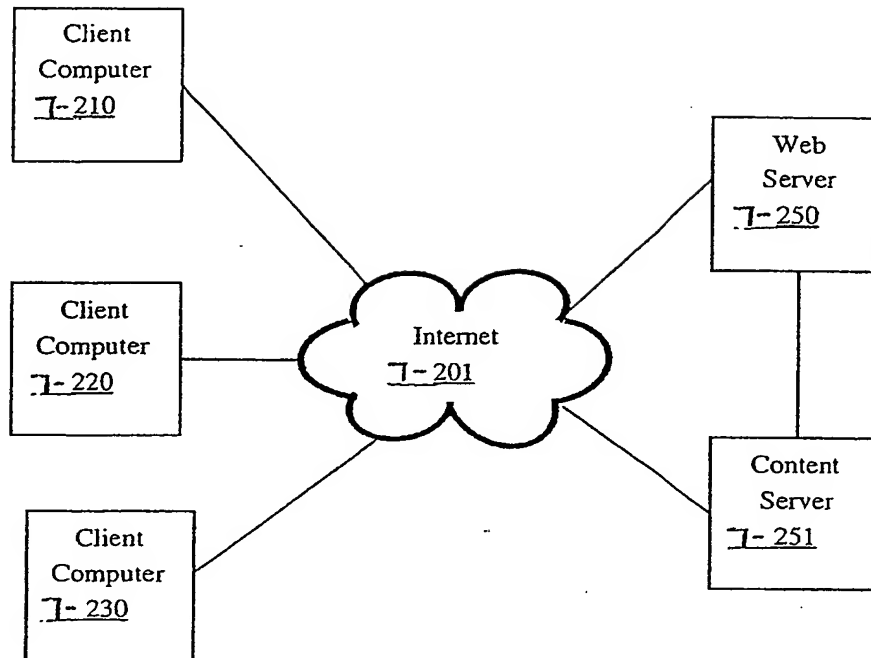 Client
Computer
7-210
Web
Server
7-250
Client
Computer
7-220
Internet
7-201
Content
Server
7-251
Client
Computer
7-230